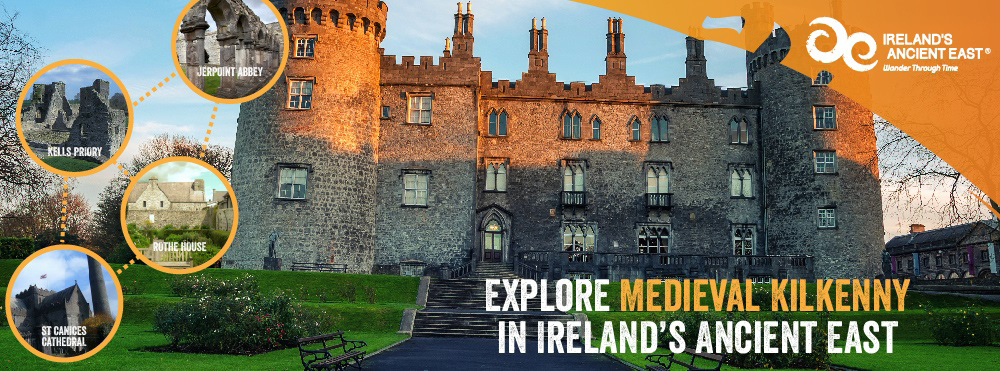 JERPOINT ABBEY
KELLS PRIORY
ROTHE HOUSE
ST CANICES
CATHEDRAL
IRELAND'S
ANCIENT EAST®
Wander Through Time
EXPLORE MEDIEVAL KILKENNY
IN IRELAND'S ANCIENT EAST